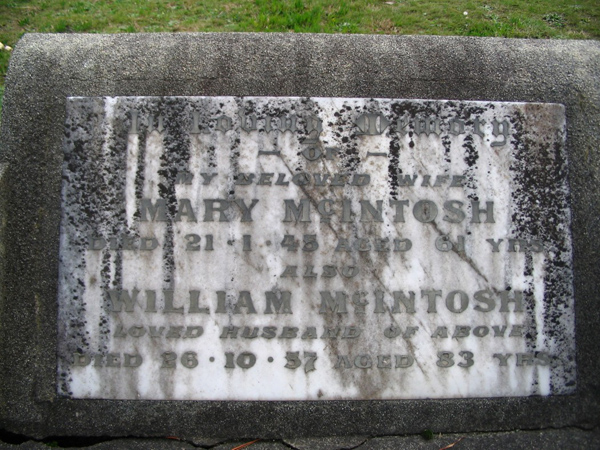 In Loving Memory
— OF —
MY BELOVED WIFE
MARY McINTOSH
DIED 21·1·43 AGED 61 YRS
ALSO
WILLIAM McINTOSH
LOVED HUSBAND OF ABOVE
DIED 26·10·57 AGED 83 YRS